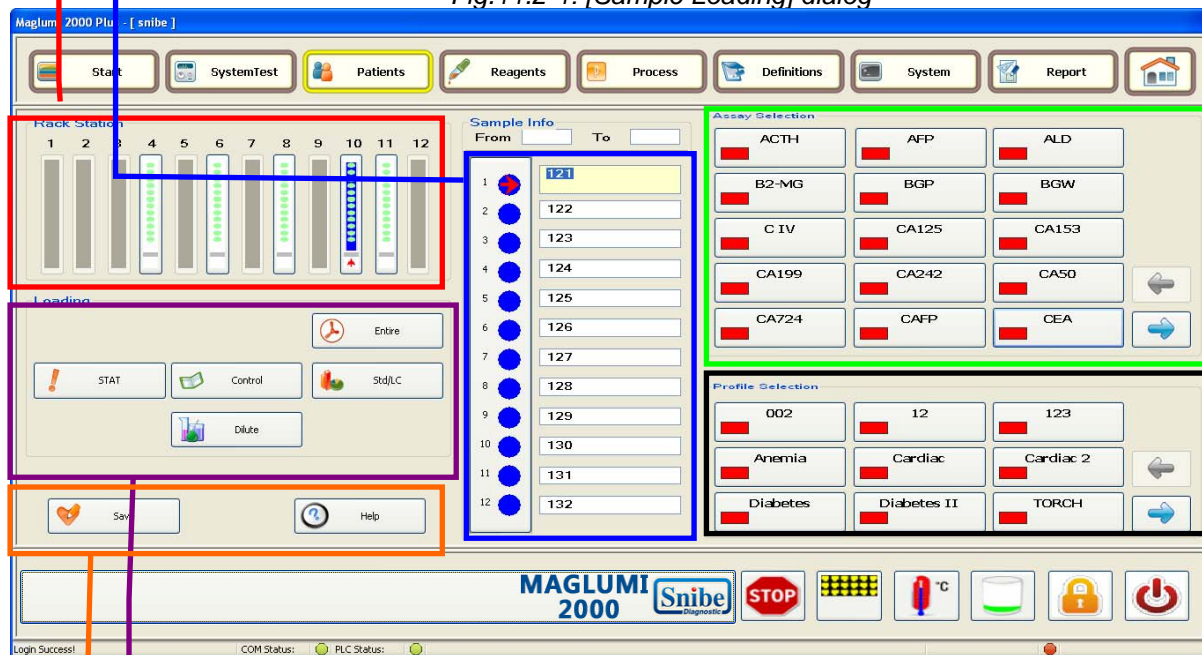 Fig.11.2-1: [Sample Loading] dialog
Maglumi 2000 Plus - [ snibe ]
Start SystemTest Patients Reagents Process Definitions System Report
Rack Station
1 2 3 4 5 6 7 8 9 10 11 12
Sample Info
From To
1 121
2 122
3 123
4 124
5 125
6 126
7 127
8 128
9 129
10 130
11 131
12 132
Assay Selection
ACTH AFP ALD
B2-MG BGP BGW
C IV CA125 CA153
CA199 CA242 CA50
CA724 CAFP CEA
Loading
Entire
STAT Control Std/LC
Dilute
Profile Selection
002 12 123
Anemia Cardiac Cardiac 2
Diabetes Diabetes II TORCH
Save Help
MAGLUMI
2000
Snibe
Diagnostic
STOP
°C
Login Success! COM Status: PLC Status: